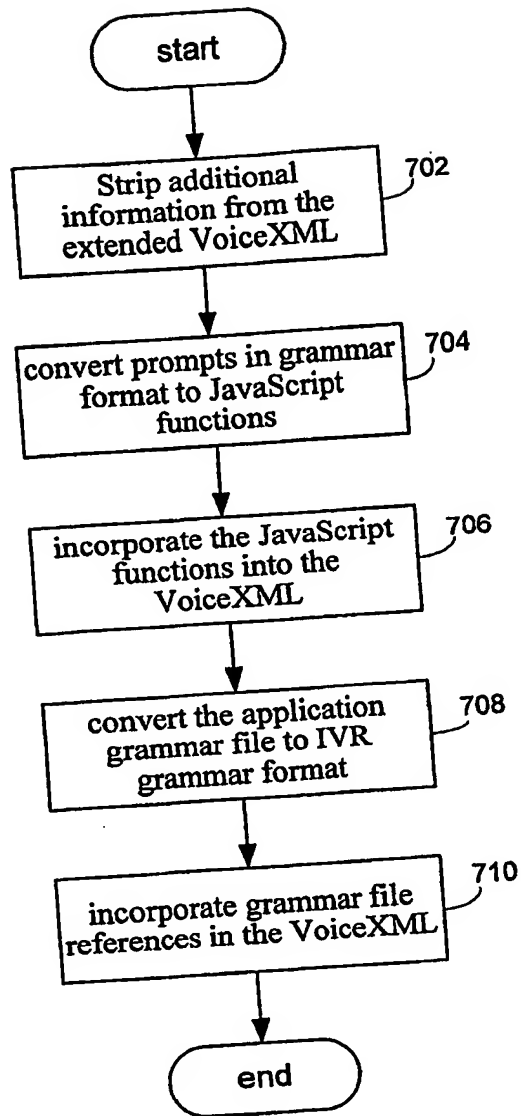 start
Strip additional
information from the
extended VoiceXML
702
convert prompts in grammar
format to JavaScript
functions
704
incorporate the JavaScript
functions into the
VoiceXML
706
convert the application
grammar file to IVR
grammar format
708
incorporate grammar file
references in the VoiceXML
710
end